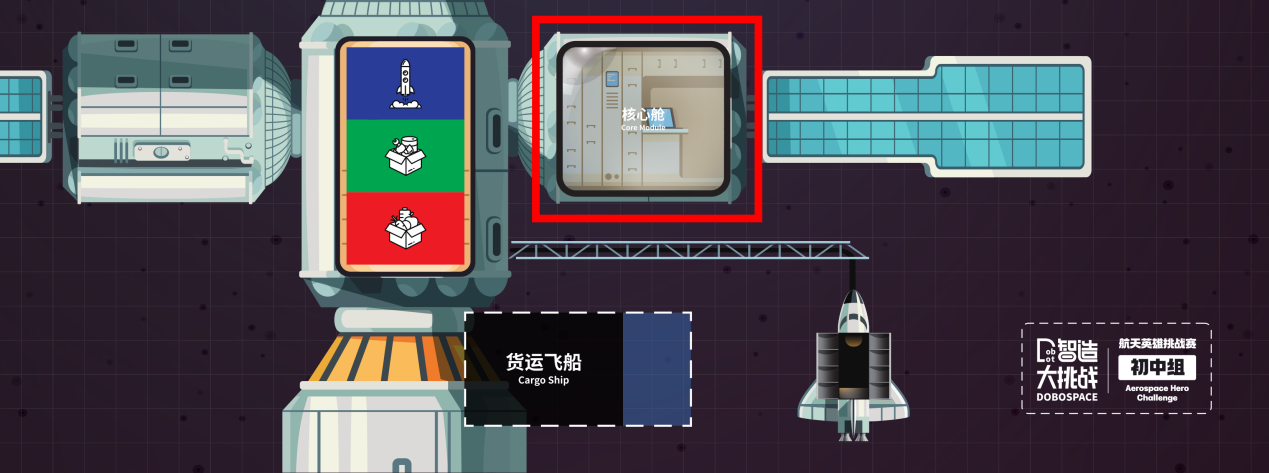 核心舱
Core Module
货运飞船
Cargo Ship
Dobot
智造
大挑战
DOBOSPACE
航天英雄挑战赛
初中组
Aerospace Hero
Challenge